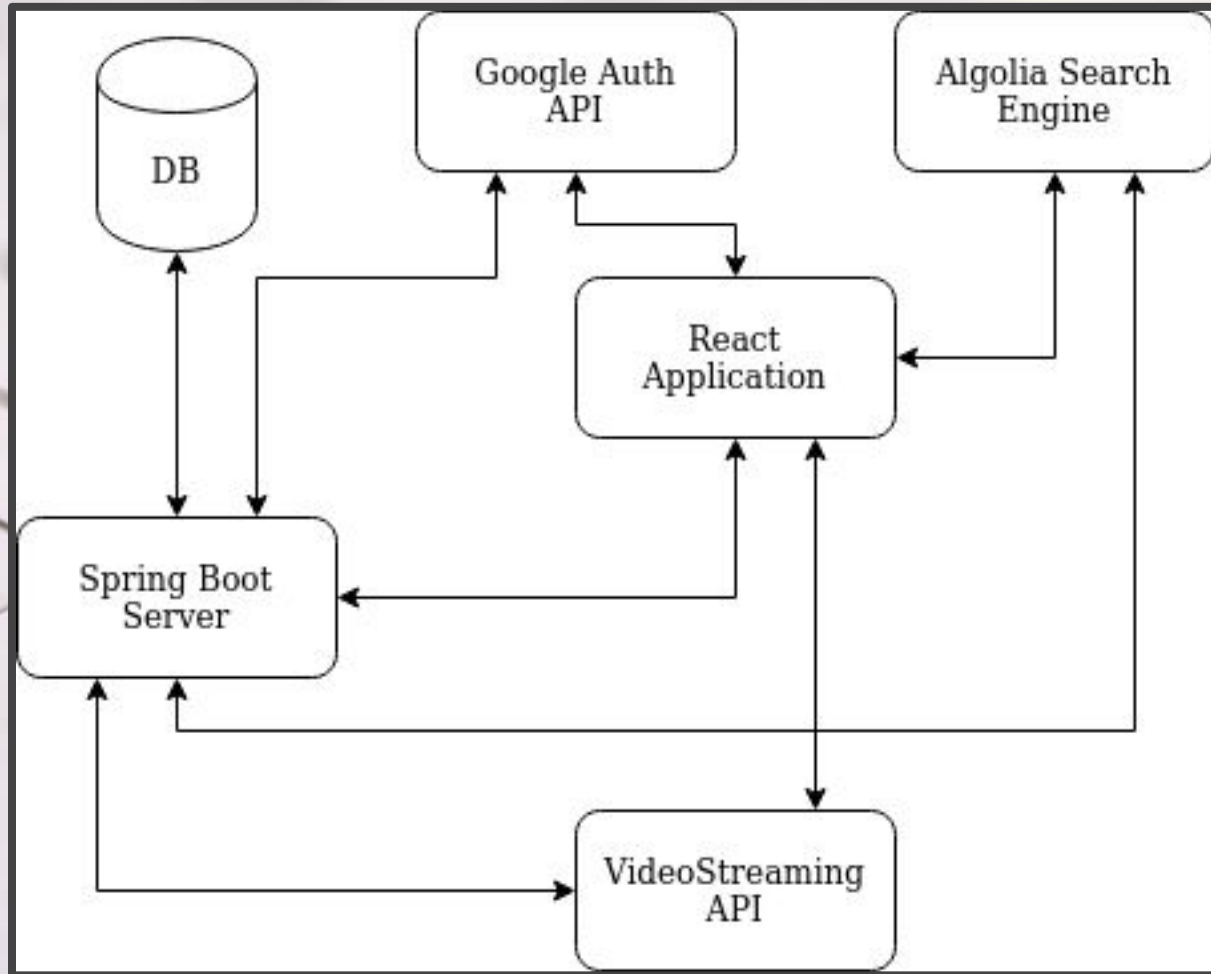 Google Auth
API
Algolia Search
Engine
DB
React
Application
Spring Boot
Server
VideoStreaming
API